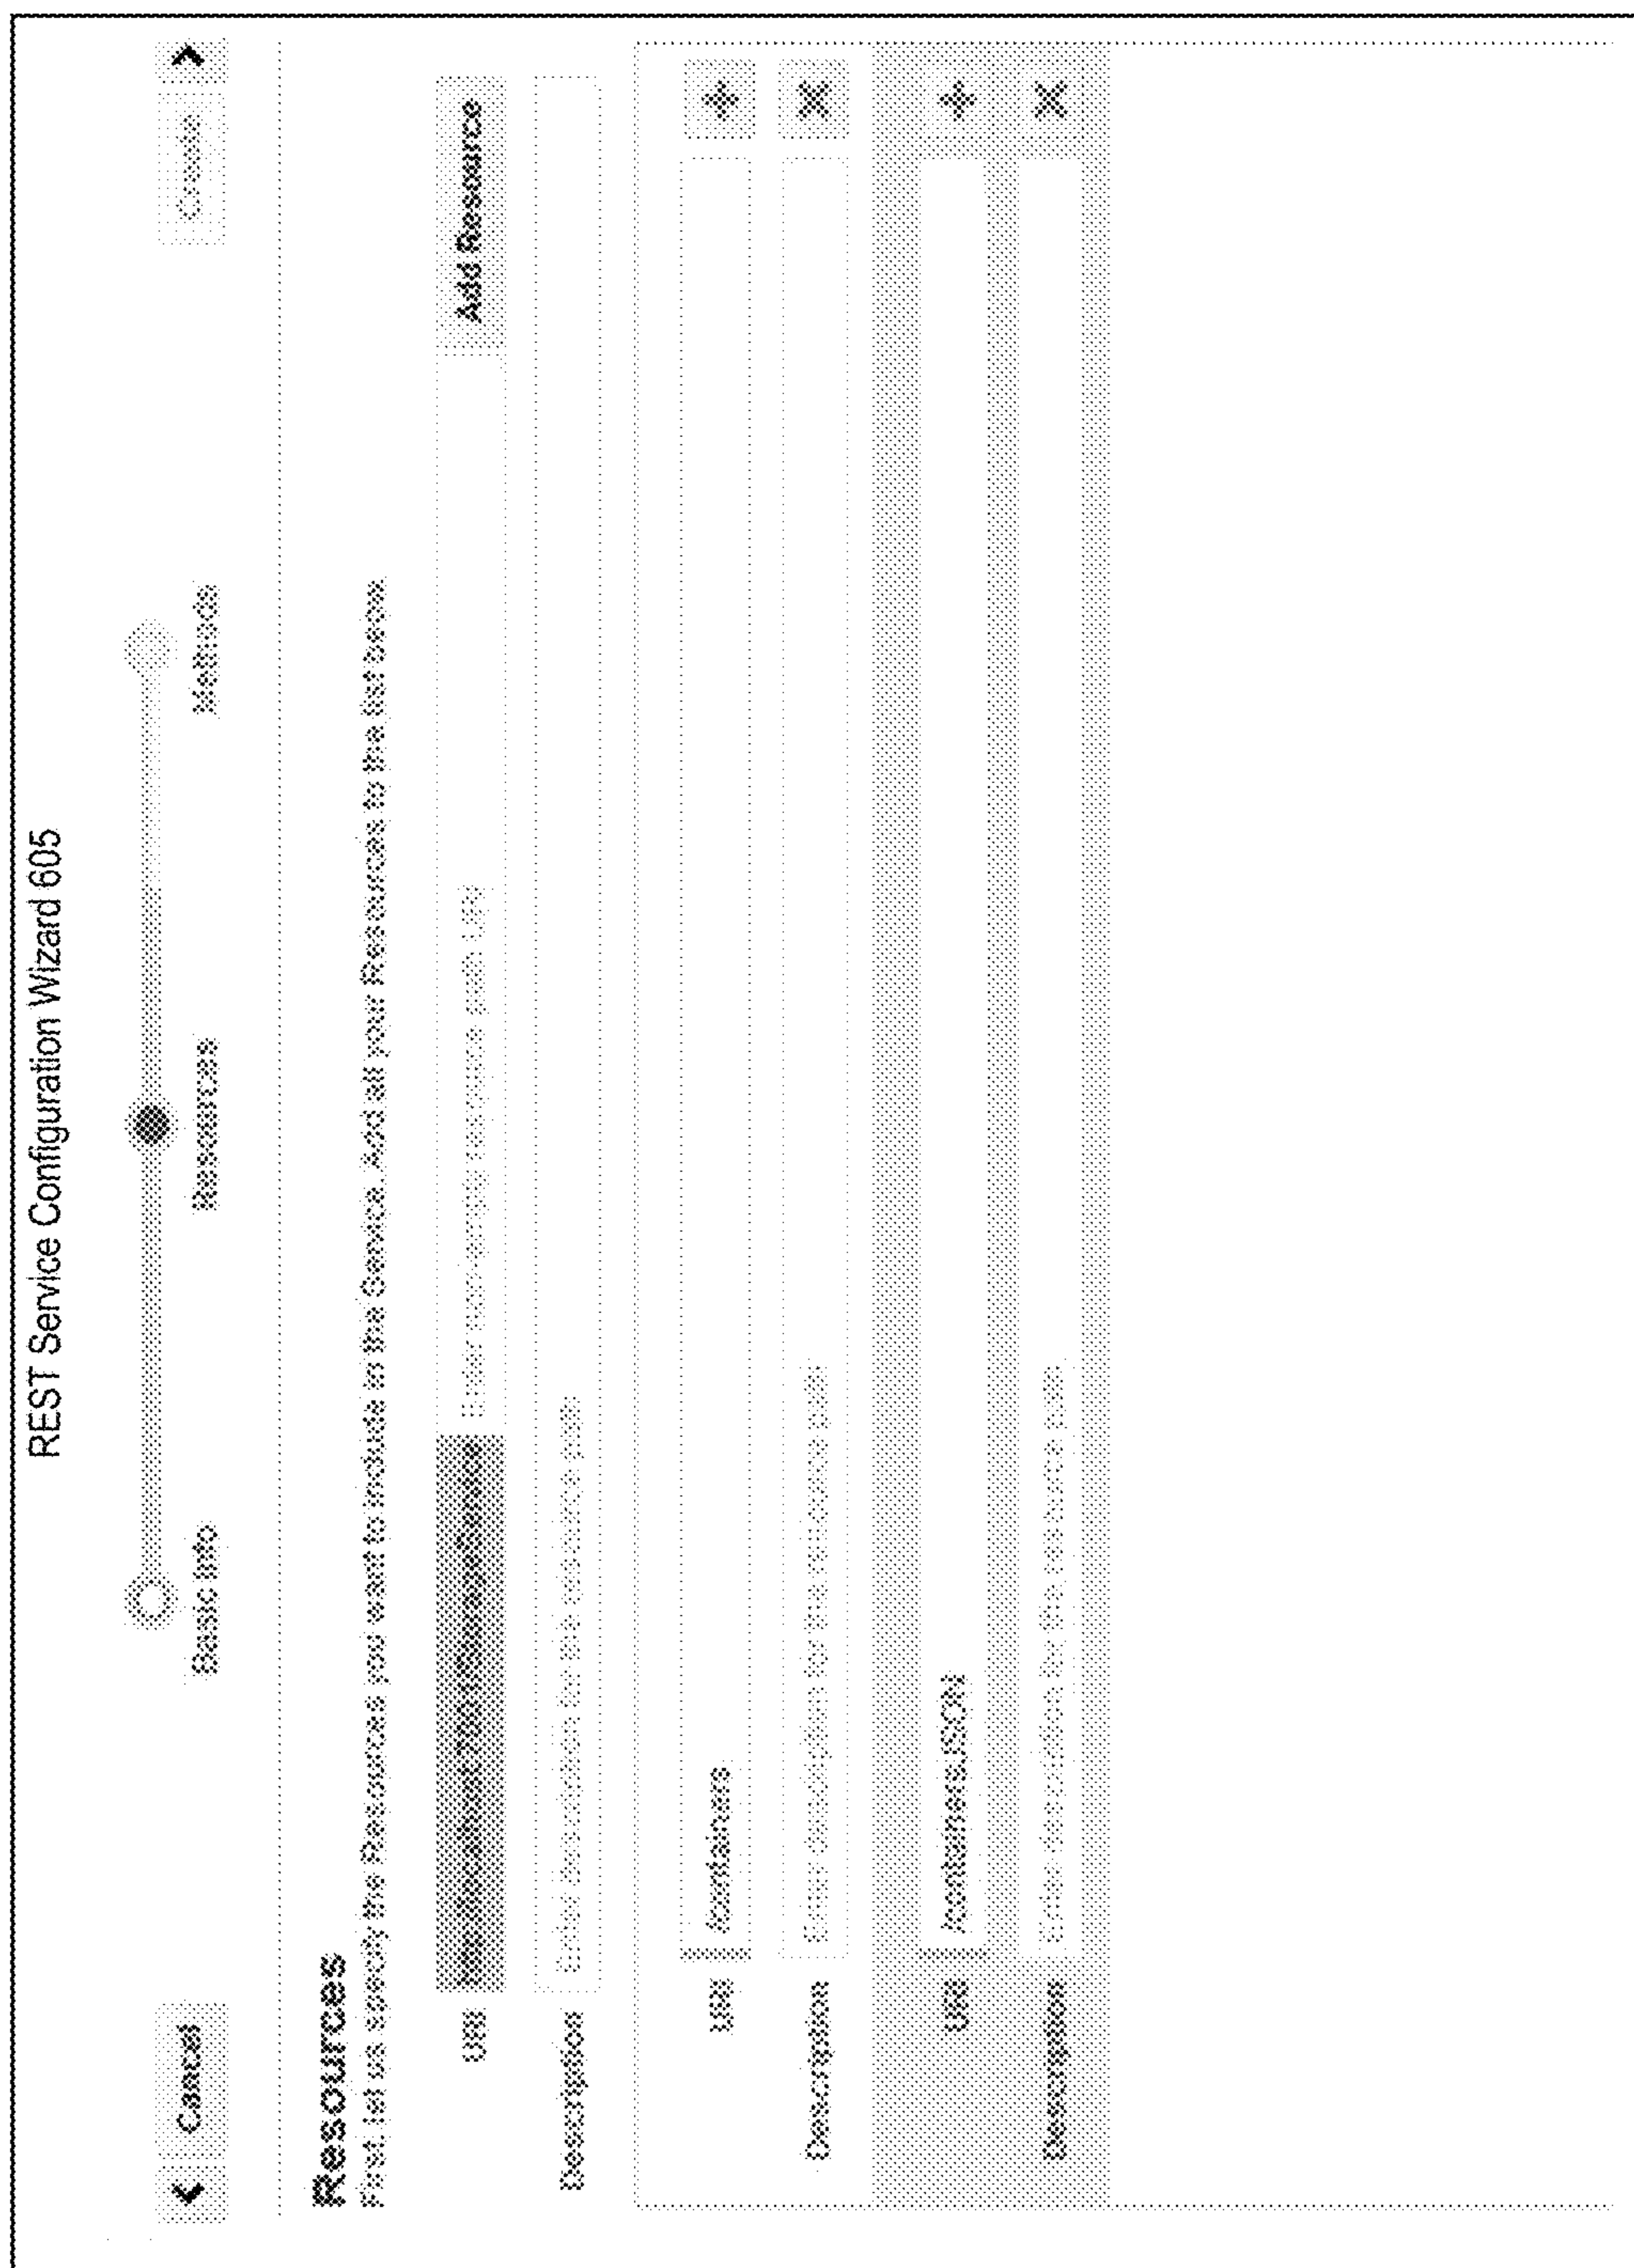 REST Service Configuration Wizard 605
Cancel
Basic Info
Resources
Methods
Create
Resources
First, let us specify the Resources you want to include in the Service. Add all your Resources to the list below.
URI
Enter non-empty resource path URI
Add Resource
Description
Enter description for the resource path
URI
/containers
Description
Enter description for the resource path
URI
/containersJSON
Description
Enter description for the resource path